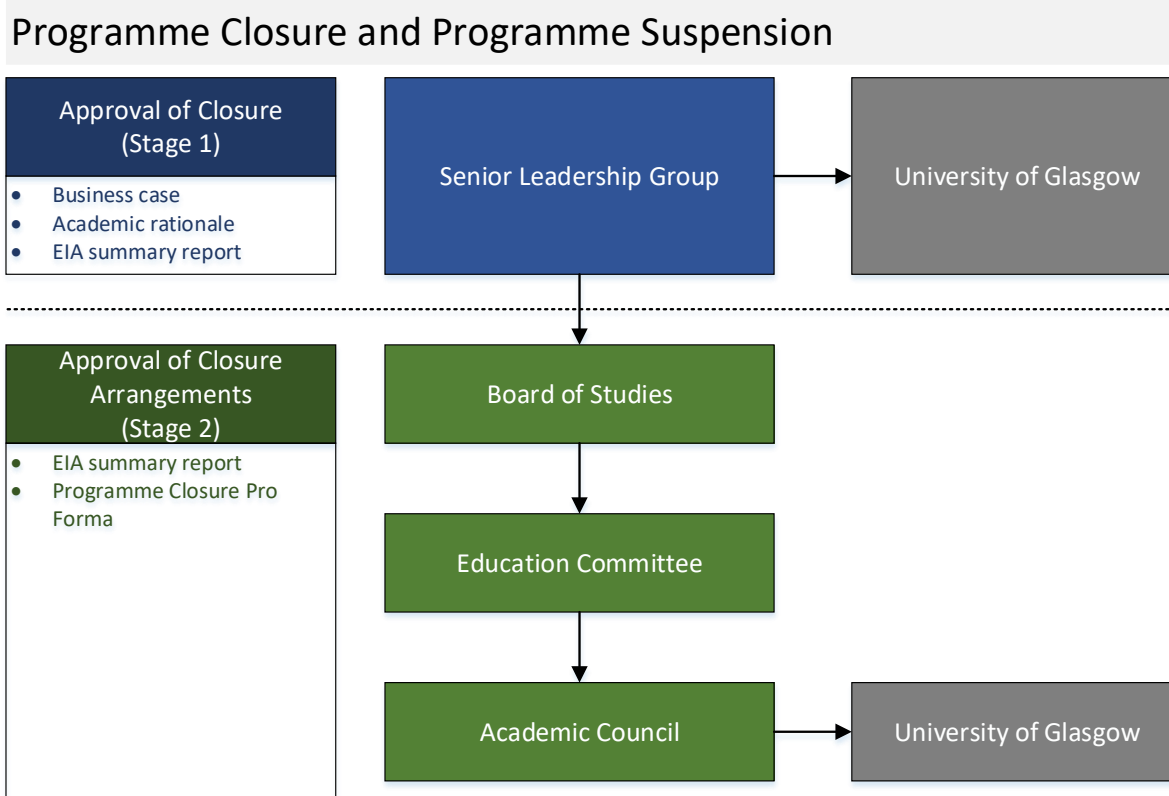 Programme Closure and Programme Suspension
Approval of Closure
(Stage 1)
• Business case
• Academic rationale
• EIA summary report
Senior Leadership Group
University of Glasgow
Approval of Closure
Arrangements
(Stage 2)
• EIA summary report
• Programme Closure Pro
Forma
Board of Studies
Education Committee
Academic Council
University of Glasgow